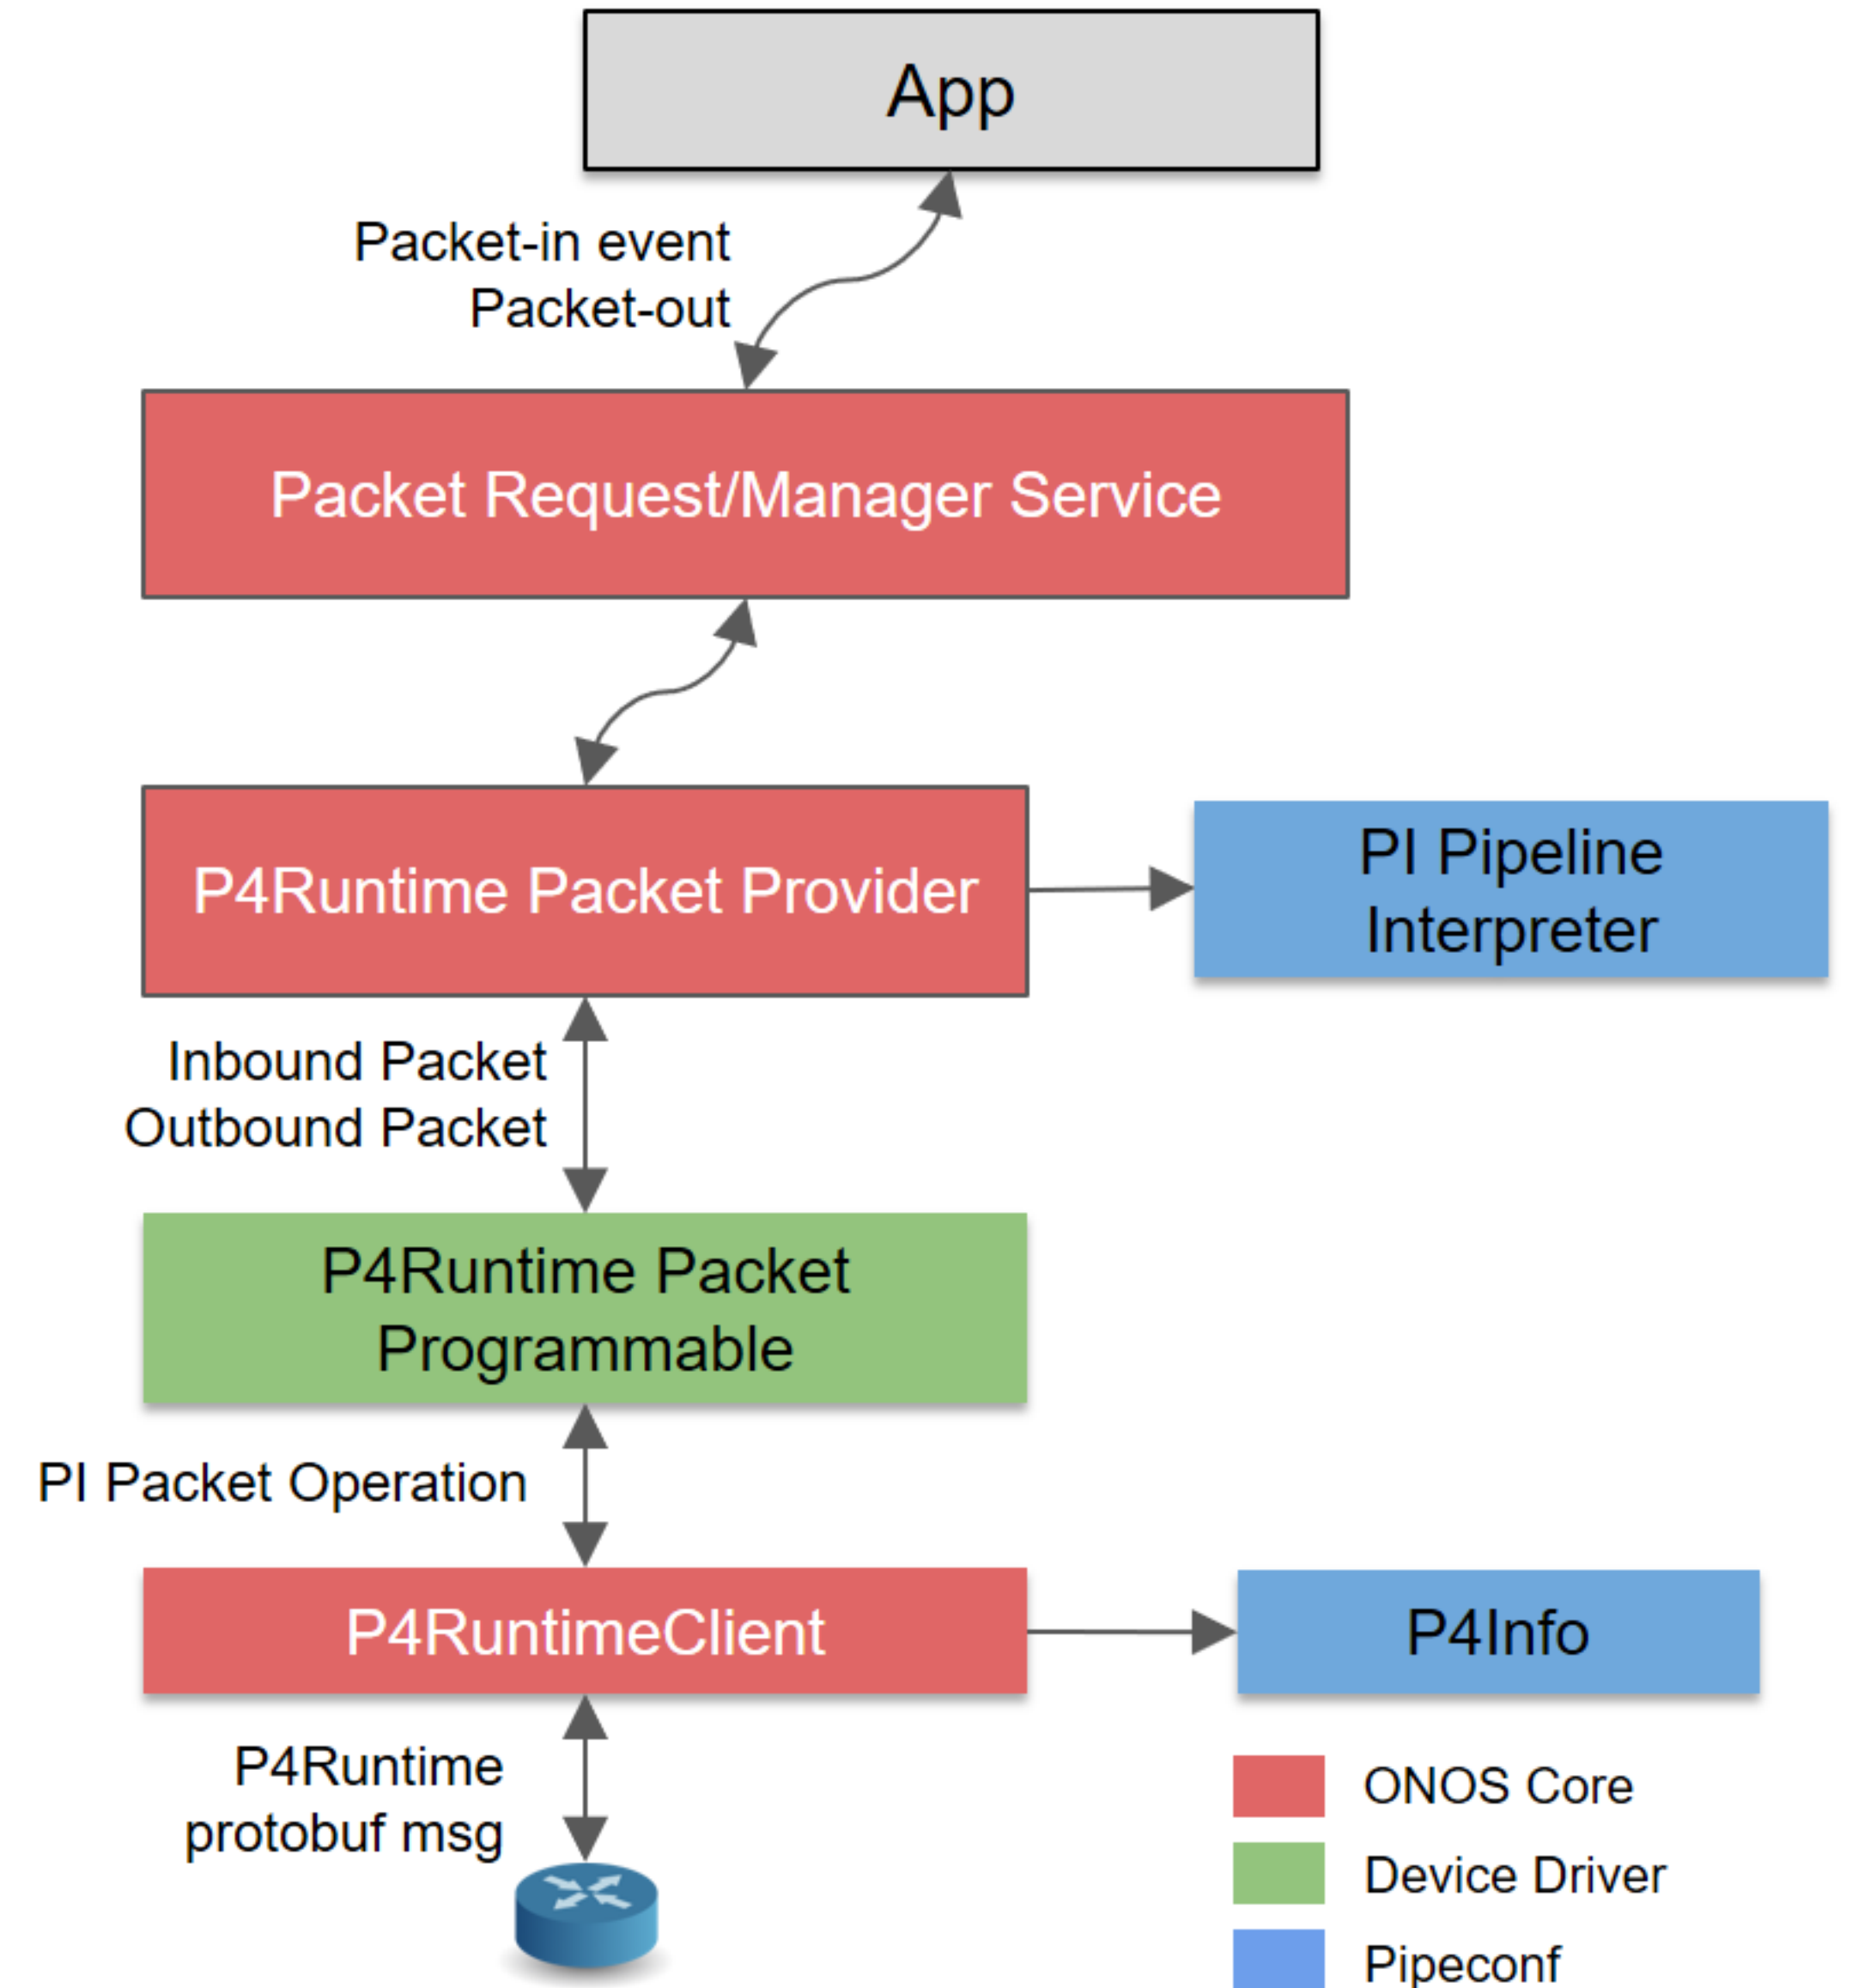 App
Packet-in event
Packet-out
Packet Request/Manager Service
P4Runtime Packet Provider
PI Pipeline
Interpreter
Inbound Packet
Outbound Packet
P4Runtime Packet
Programmable
PI Packet Operation
P4RuntimeClient
P4Info
P4Runtime
protobuf msg
ONOS Core
Device Driver
Pipeconf